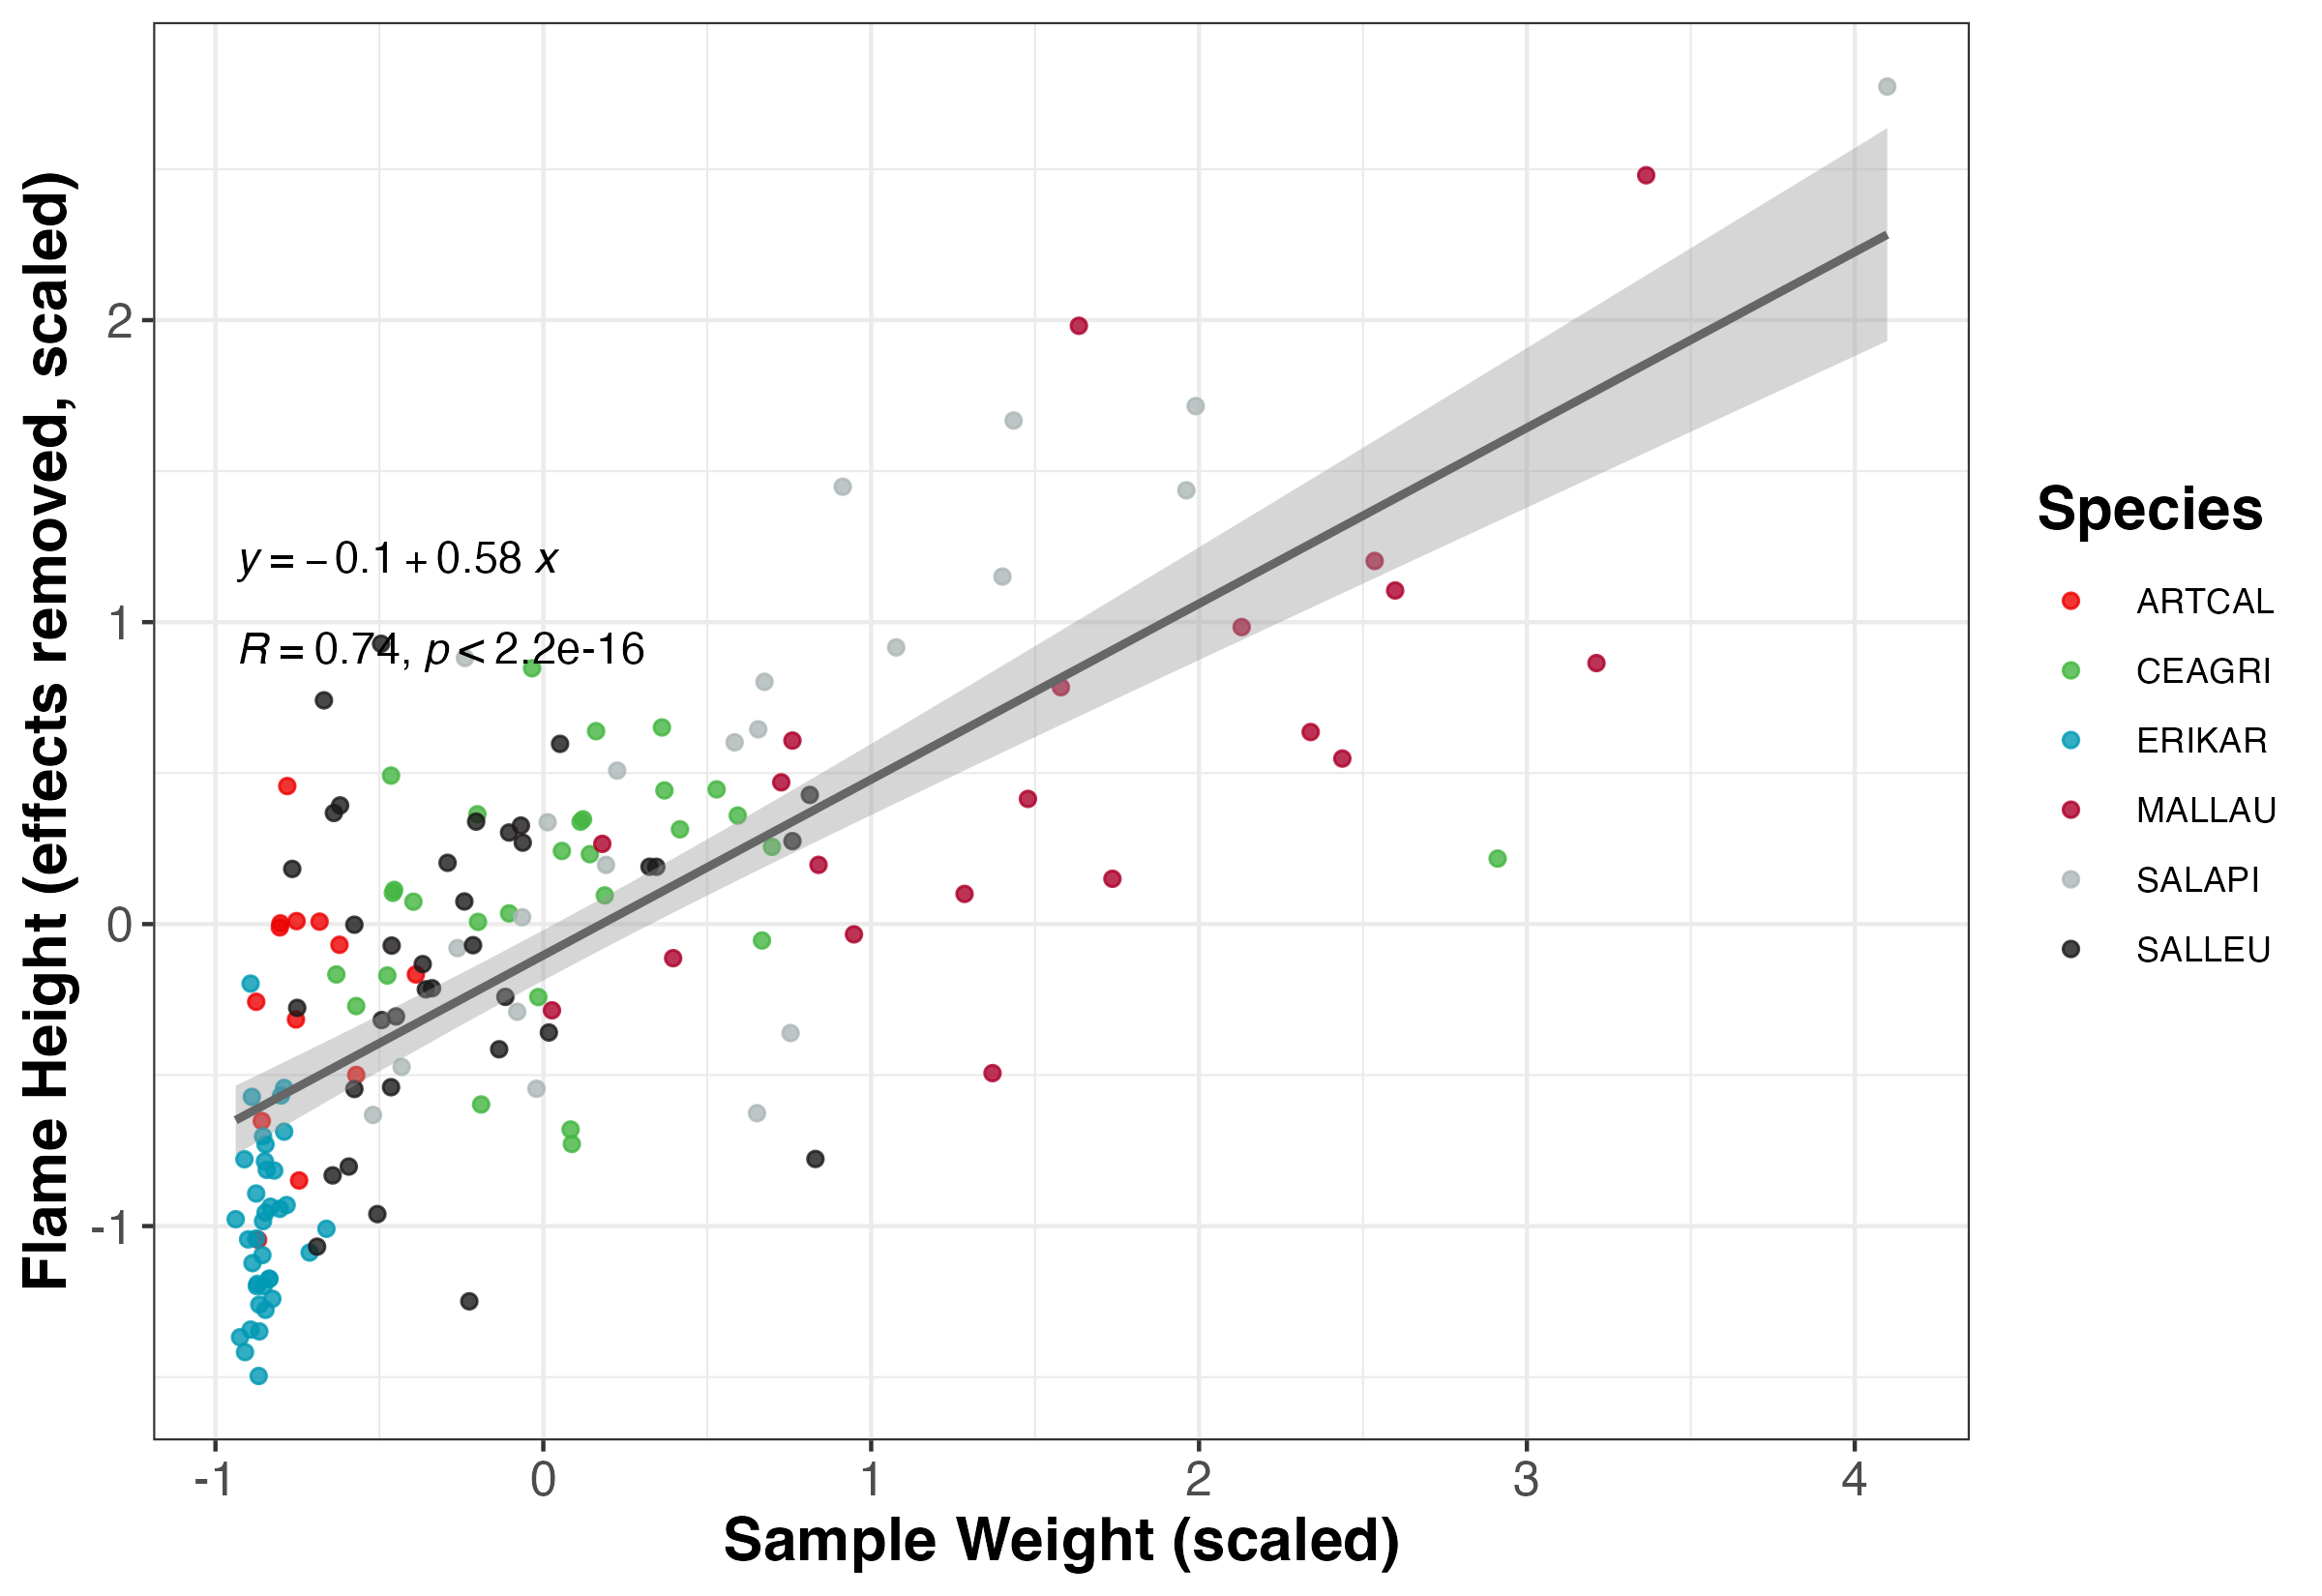 Flame Height (effects removed, scaled)
2
1
0
-1
y = − 0.1 + 0.58 x
R = 0.74, p < 2.2e-16
-1 0 1 2 3 4
Sample Weight (scaled)
Species
ARTCAL
CEAGRI
ERIKAR
MALLAU
SALAPI
SALLEU